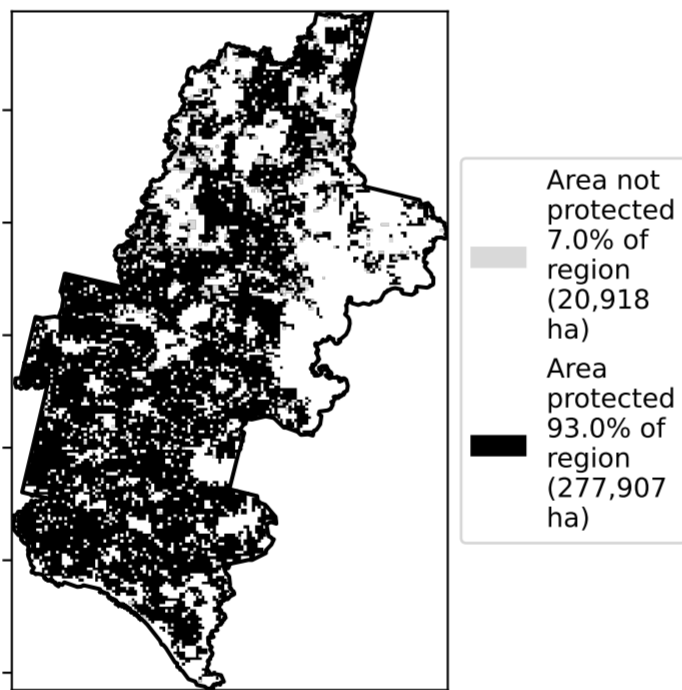 Area not
protected
7.0% of
region
(20,918
ha)
Area
protected
93.0% of
region
(277,907
ha)